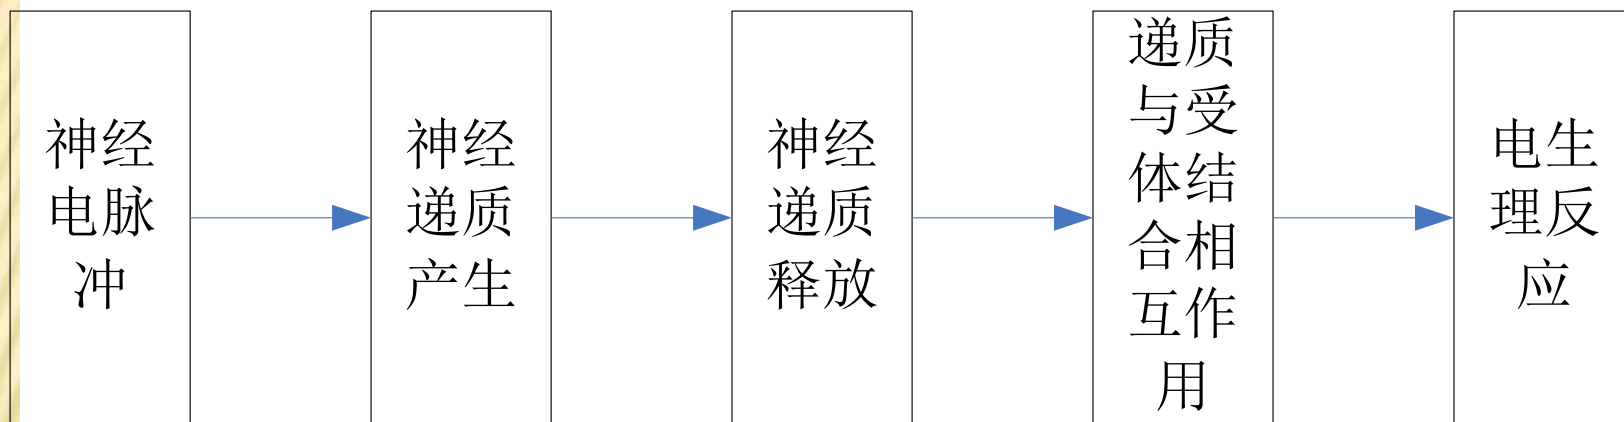 神经
电脉
冲
神经
递质
产生
神经
递质
释放
递质
与受
体结
合相
互作
用
电生
理反
应